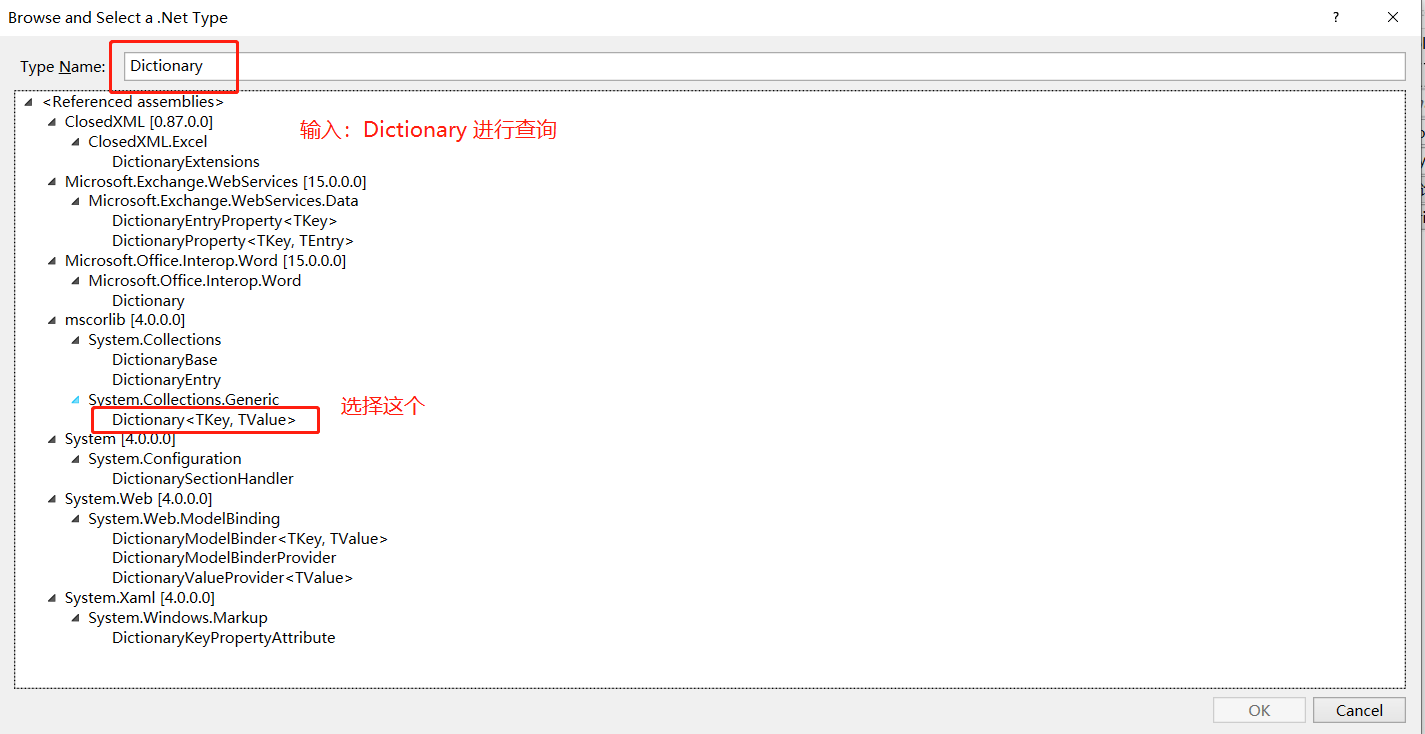 Browse and Select a .Net Type
?
Type Name: Dictionary
<Referenced assemblies>
ClosedXML [0.87.0.0]
输入：Dictionary 进行查询
ClosedXML.Excel
DictionaryExtensions
Microsoft.Exchange.WebServices [15.0.0.0]
Microsoft.Exchange.WebServices.Data
DictionaryEntryProperty<TKey>
DictionaryProperty<TKey, TEntry>
Microsoft.Office.Interop.Word [15.0.0.0]
Microsoft.Office.Interop.Word
Dictionary
mscorlib [4.0.0.0]
System.Collections
DictionaryBase
DictionaryEntry
System.Collections.Generic
选择这个
Dictionary<TKey, TValue>
System [4.0.0.0]
System.Configuration
DictionarySectionHandler
System.Web [4.0.0.0]
System.Web.ModelBinding
DictionaryModelBinder<TKey, TValue>
DictionaryModelBinderProvider
DictionaryValueProvider<TValue>
System.Xaml [4.0.0.0]
System.Windows.Markup
DictionaryKeyPropertyAttribute
OK Cancel